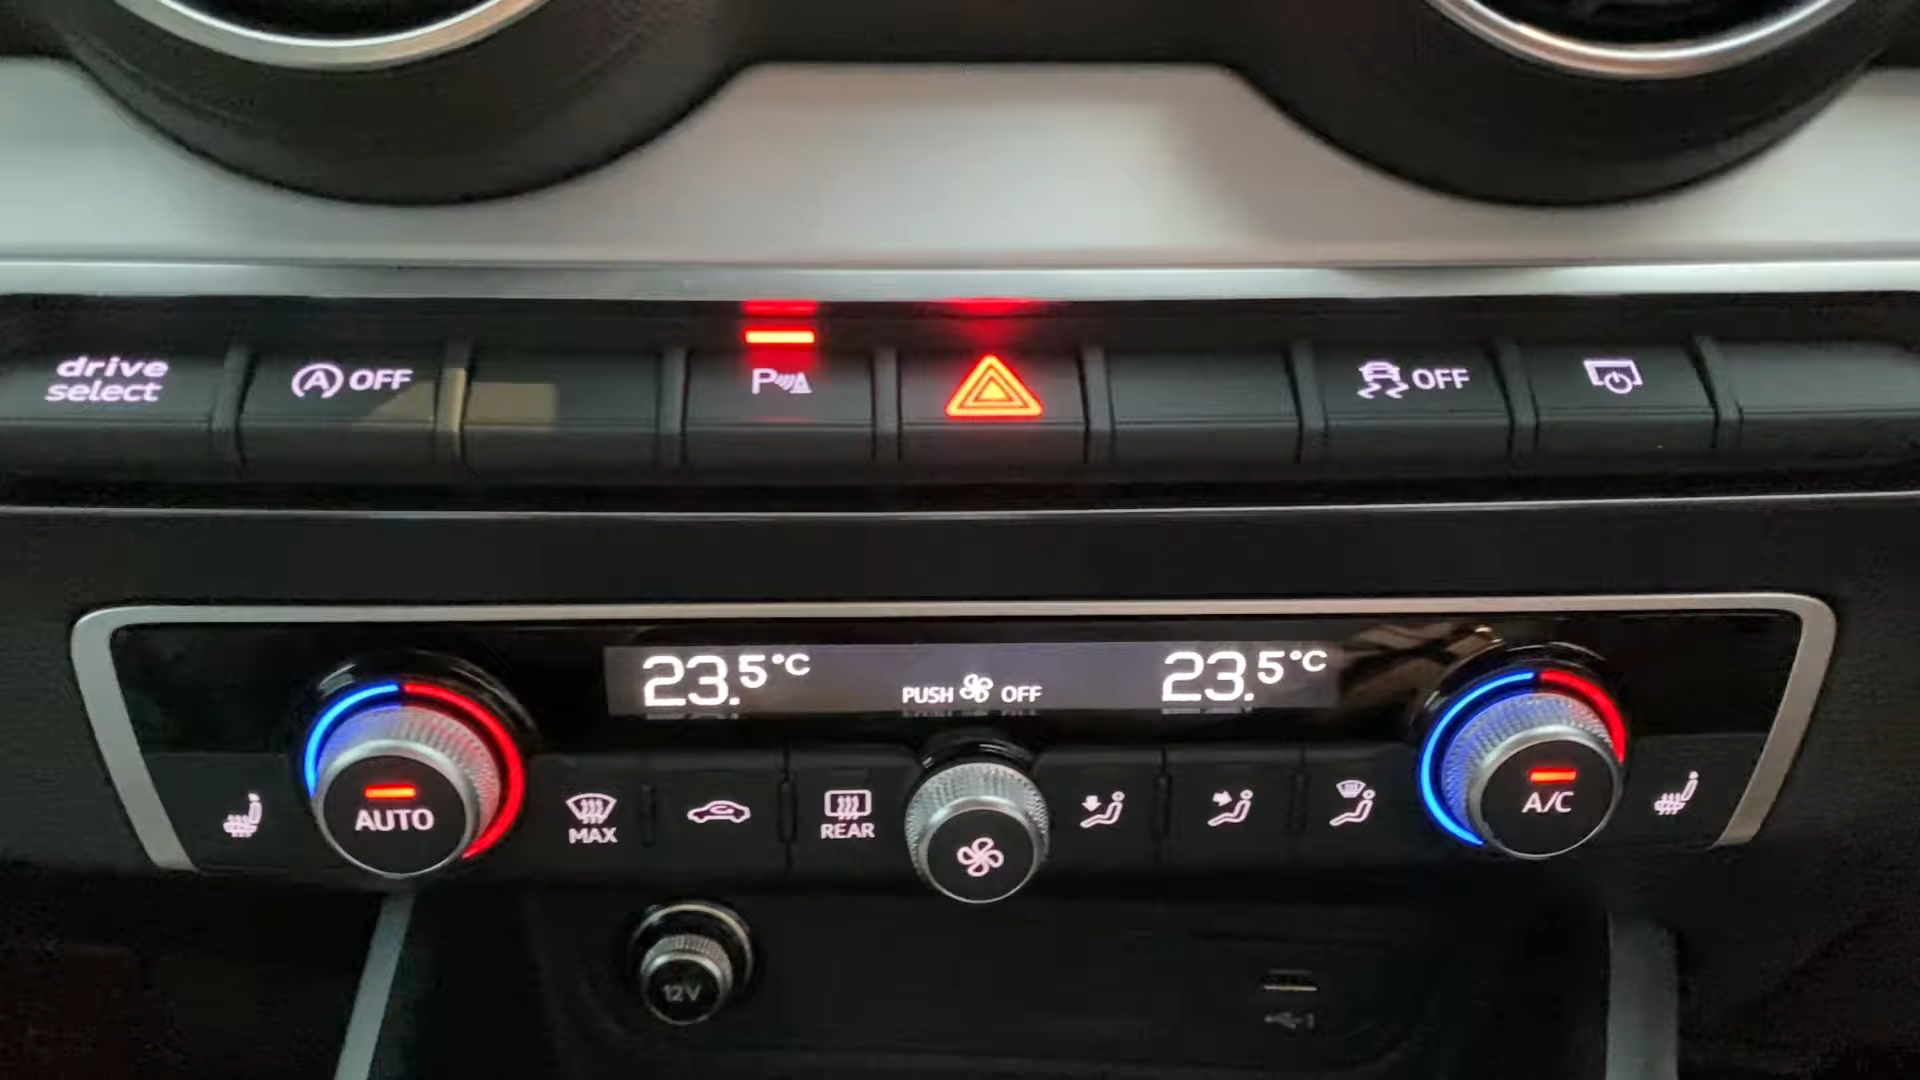 drive
select
A OFF
P
OFF
23.5°C
PUSH OFF
23.5°C
AUTO
MAX
REAR
A/C
12V